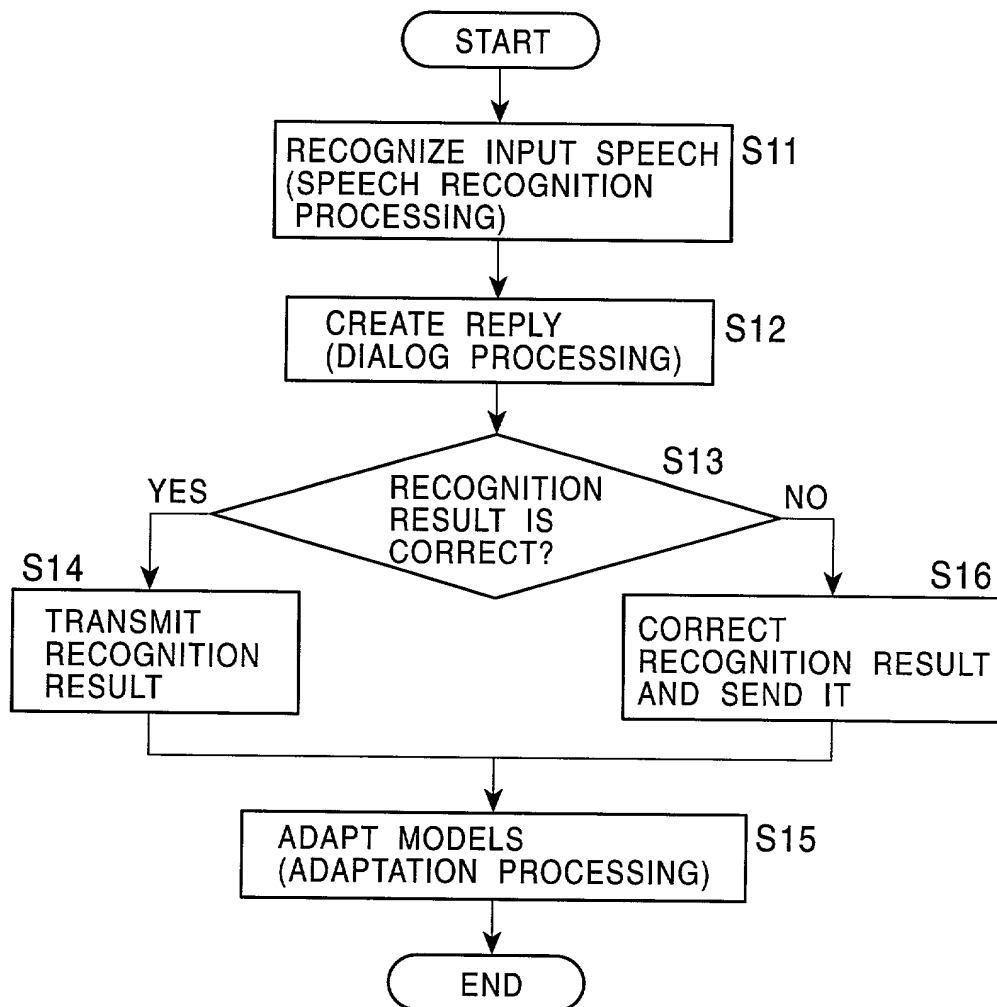 START
RECOGNIZE INPUT SPEECH
(SPEECH RECOGNITION
PROCESSING)
S11
CREATE REPLY
(DIALOG PROCESSING)
S12
S13
RECOGNITION
RESULT IS
CORRECT?
YES
NO
S14
TRANSMIT
RECOGNITION
RESULT
S16
CORRECT
RECOGNITION RESULT
AND SEND IT
ADAPT MODELS
(ADAPTATION PROCESSING)
S15
END